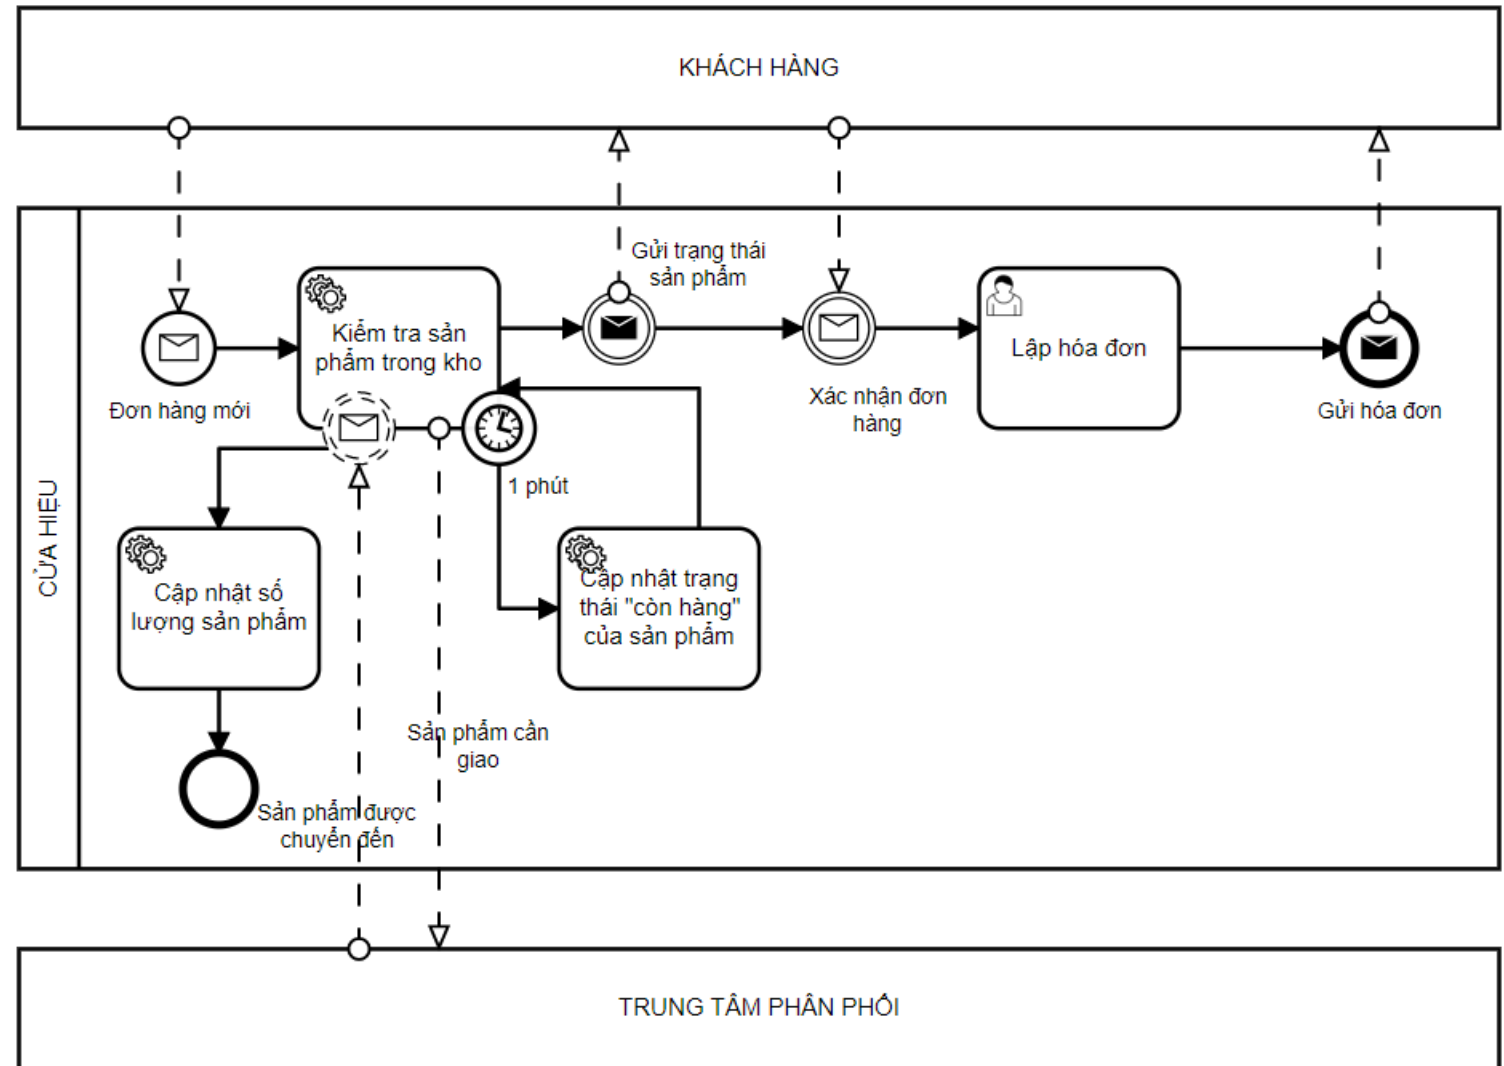 KHÁCH HÀNG
CỬA HIỆU
Gửi trạng thái
sản phẩm
Kiểm tra sản
phẩm trong kho
Lập hóa đơn
Đơn hàng mới
Xác nhận đơn
hàng
Gửi hóa đơn
1 phút
Cập nhật số
lượng sản phẩm
Cập nhật trạng
thái "còn hàng"
của sản phẩm
Sản phẩm cần
giao
Sản phẩm được
chuyển đến
TRUNG TÂM PHÂN PHỐI